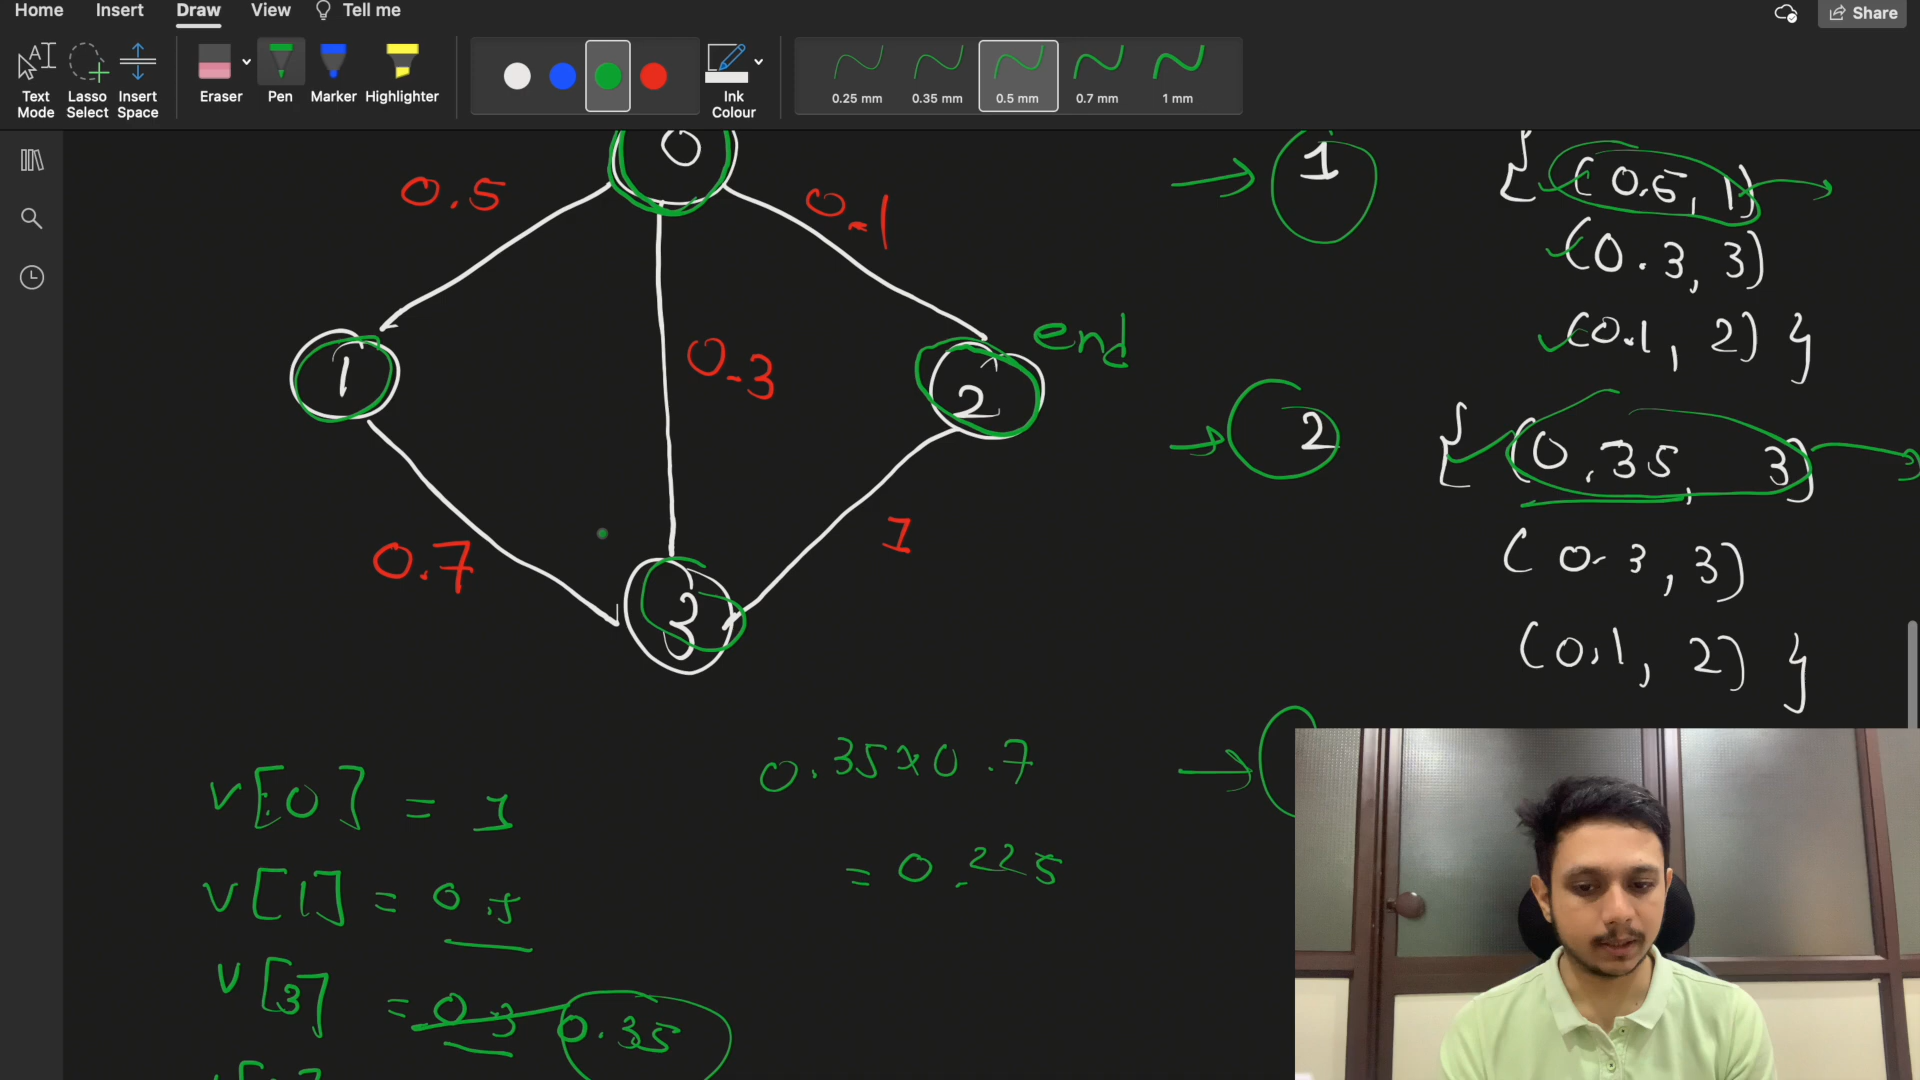 Home Insert Draw View Tell me Share
Text Mode
Lasso Select
Insert Space
Eraser
Pen
Marker
Highlighter
Ink Colour
0.25 mm
0.35 mm
0.5 mm
0.7 mm
1 mm
0
0.5
0.1
1
0.3
2
end
0.7
1
3
1
{ (0.5, 1)
(0.3, 3)
(0.1, 2) }
2
{ (0.35, 3)
(0.3, 3)
(0.1, 2) }
0.35 x 0.7
= 0.225
v[0] = 1
v[1] = 0.5
v[3] = 0.3 0.35